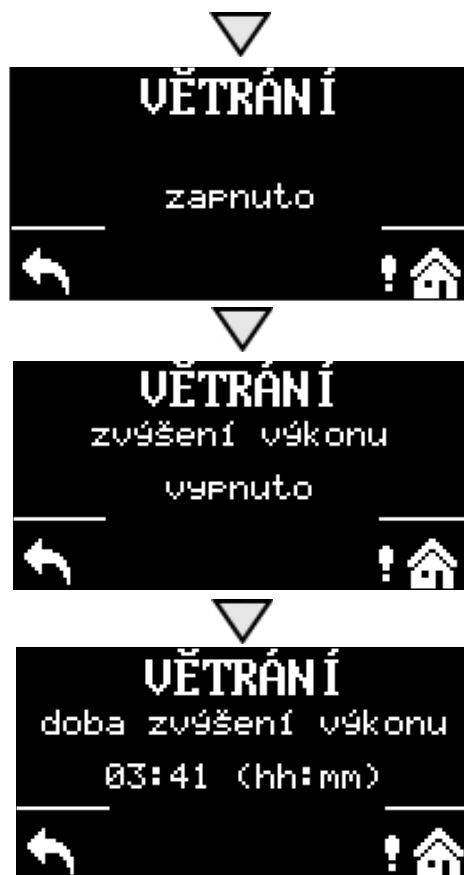 VĚTRÁNÍ
zapnuto
VĚTRÁNÍ
zvýšení výkonu
vypnuto
VĚTRÁNÍ
doba zvýšení výkonu
03:41 (hh:mm)